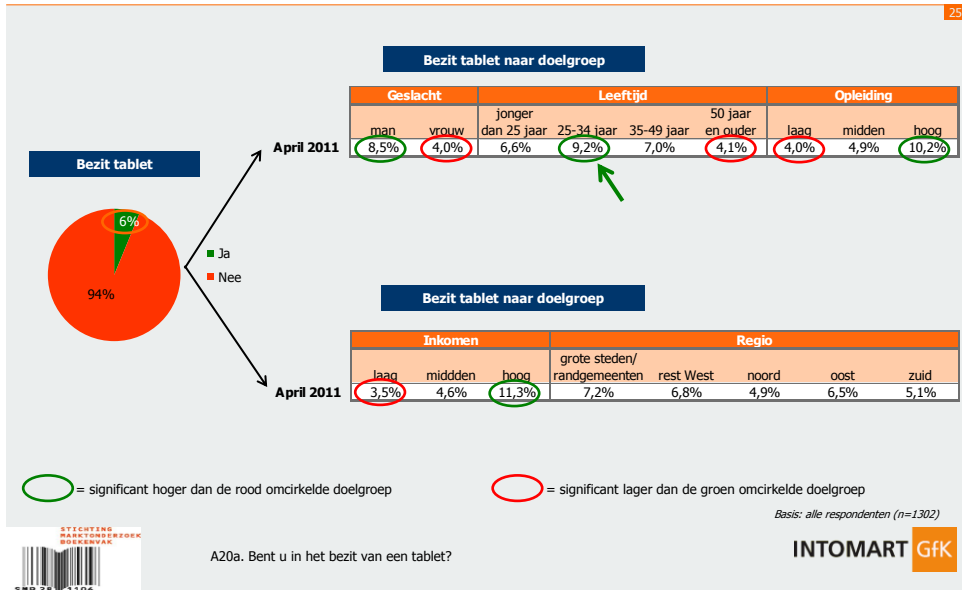 25
Bezit tablet naar doelgroep
Geslacht Leeftijd Opleiding
jonger 50 jaar
man vrouw dan 25 jaar 25-34 jaar 35-49 jaar en ouder laag midden hoog
April 2011 8,5% 4,0% 6,6% 9,2% 7,0% 4,1% 4,0% 4,9% 10,2%
Bezit tablet
6%
94%
Ja
Nee
Bezit tablet naar doelgroep
Inkomen Regio
grote steden/
laag middden hoog randgemeenten rest West noord oost zuid
April 2011 3,5% 4,6% 11,3% 7,2% 6,8% 4,9% 6,5% 5,1%
= significant hoger dan de rood omcirkelde doelgroep
= significant lager dan de groen omcirkelde doelgroep
Basis: alle respondenten (n=1302)
STICHTING
MARKTONDERZOEK
BOEKENVAK
A20a. Bent u in het bezit van een tablet?
INTOMART GfK